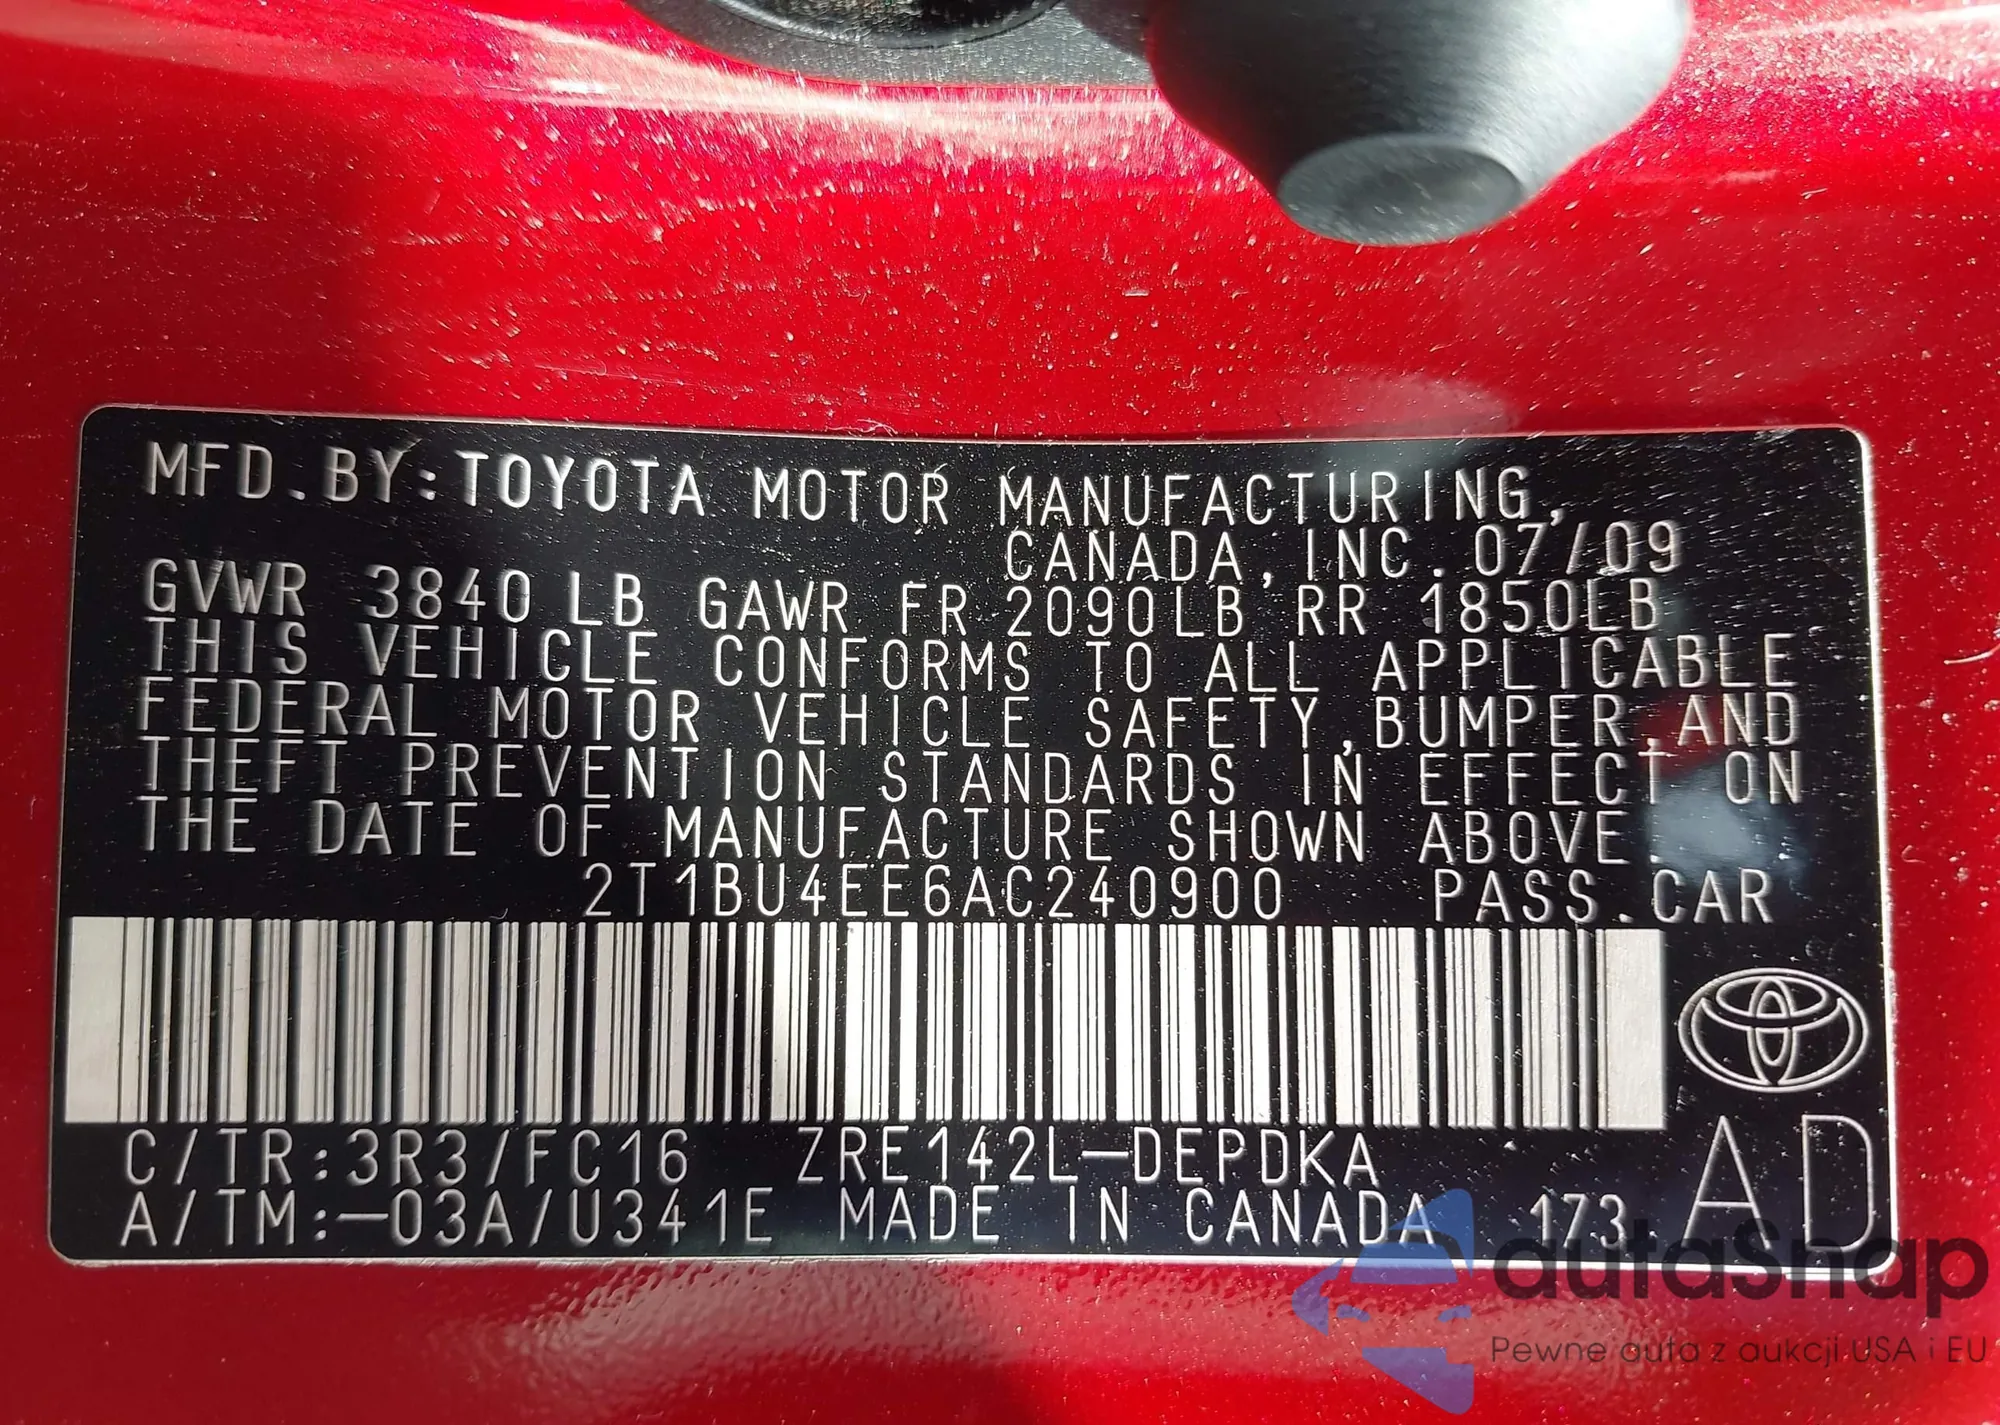 MFD.BY:TOYOTA MOTOR MANUFACTURING,
CANADA, INC. 07/09
GVWR 3840 LB GAWR FR 2090LB RR 1850LB
THIS VEHICLE CONFORMS TO ALL APPLICABLE
FEDERAL MOTOR VEHICLE SAFETY, BUMPER, AND
THEFT PREVENTION STANDARDS IN EFFECT ON
THE DATE OF MANUFACTURE SHOWN ABOVE.
2T1BU4EE6AC240900 PASS.CAR
C/TR:3R3/FC16 ZRE142L-DEPDKA
A/TM:-03A/U341E MADE IN CANADA 173
AD
autaSnap
Pewne auta z aukcji USA i EU